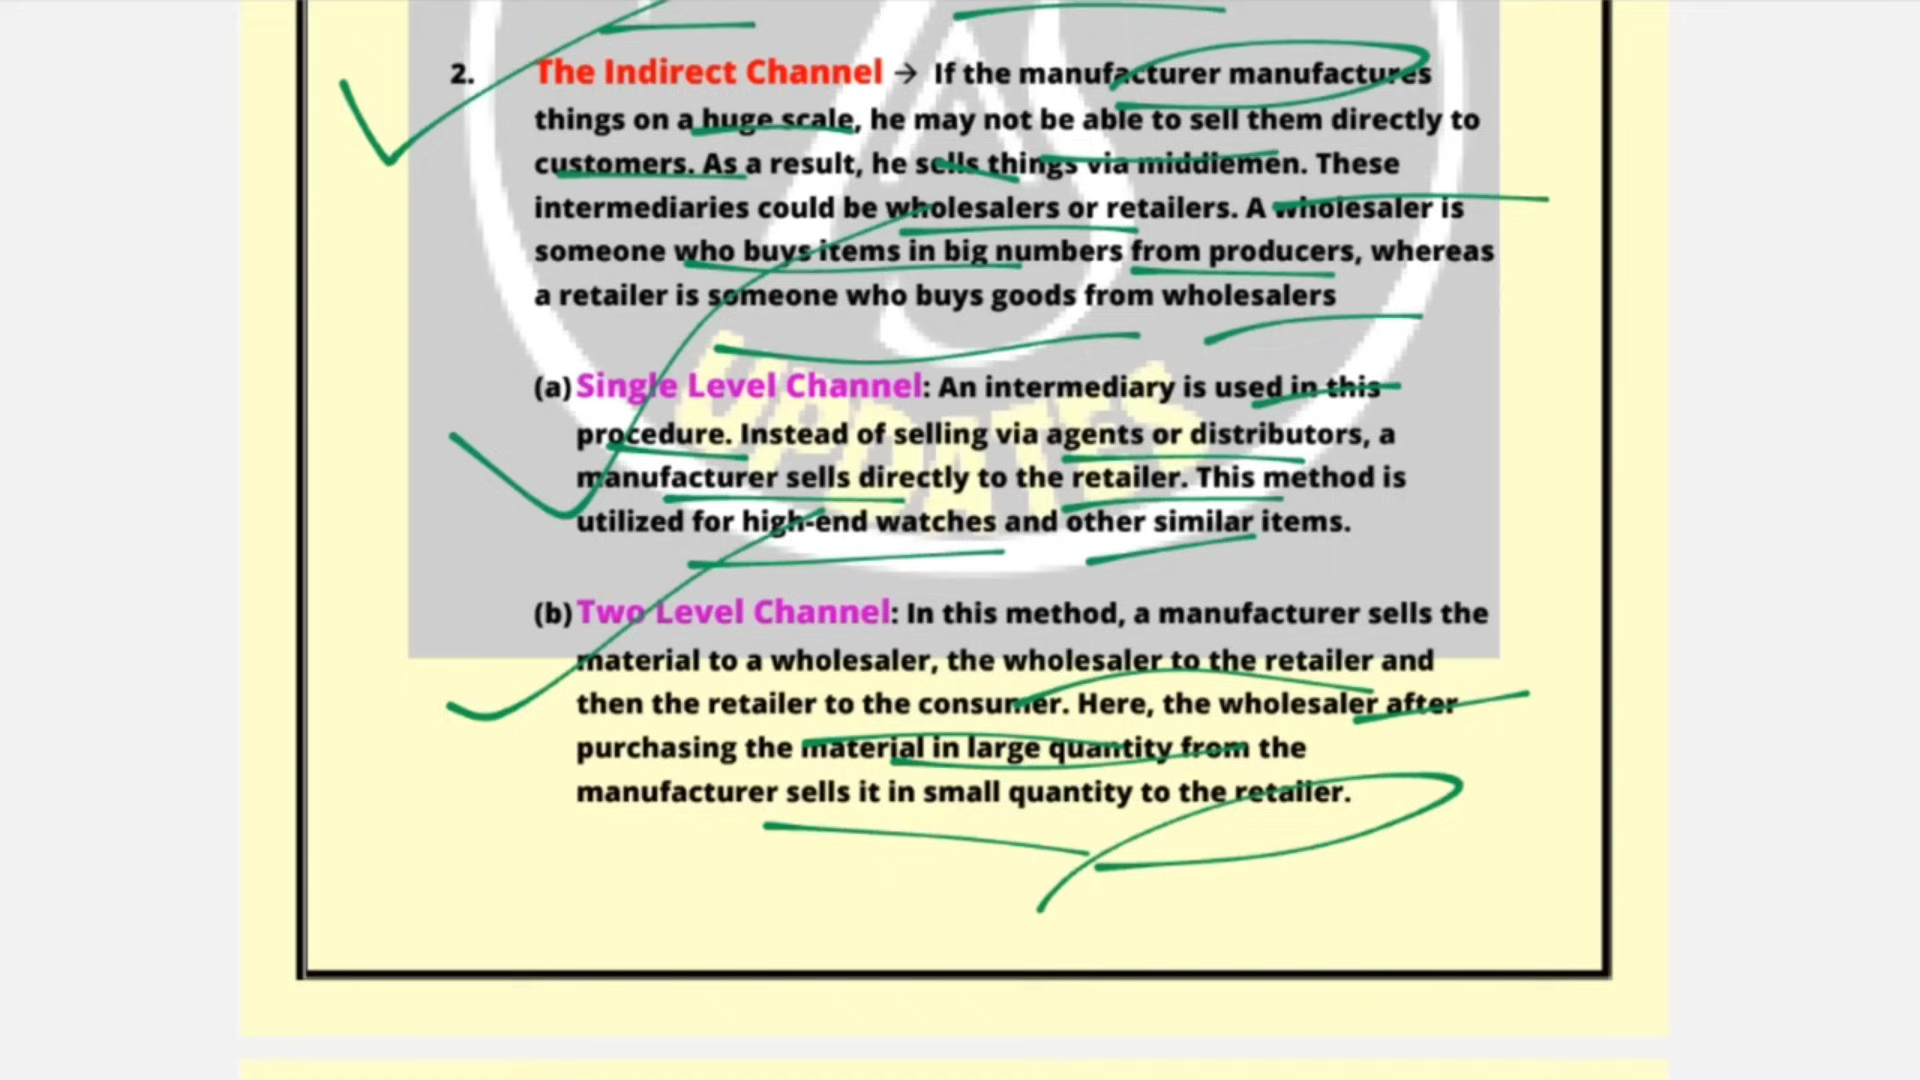 2. The Indirect Channel → If the manufacturer manufactures
things on a huge scale, he may not be able to sell them directly to
customers. As a result, he sells things via middlemen. These
intermediaries could be wholesalers or retailers. A wholesaler is
someone who buys items in big numbers from producers, whereas
a retailer is someone who buys goods from wholesalers
(a) Single Level Channel: An intermediary is used in this
procedure. Instead of selling via agents or distributors, a
manufacturer sells directly to the retailer. This method is
utilized for high-end watches and other similar items.
UPDATES
(b) Two Level Channel: In this method, a manufacturer sells the
material to a wholesaler, the wholesaler to the retailer and
then the retailer to the consumer. Here, the wholesaler after
purchasing the material in large quantity from the
manufacturer sells it in small quantity to the retailer.